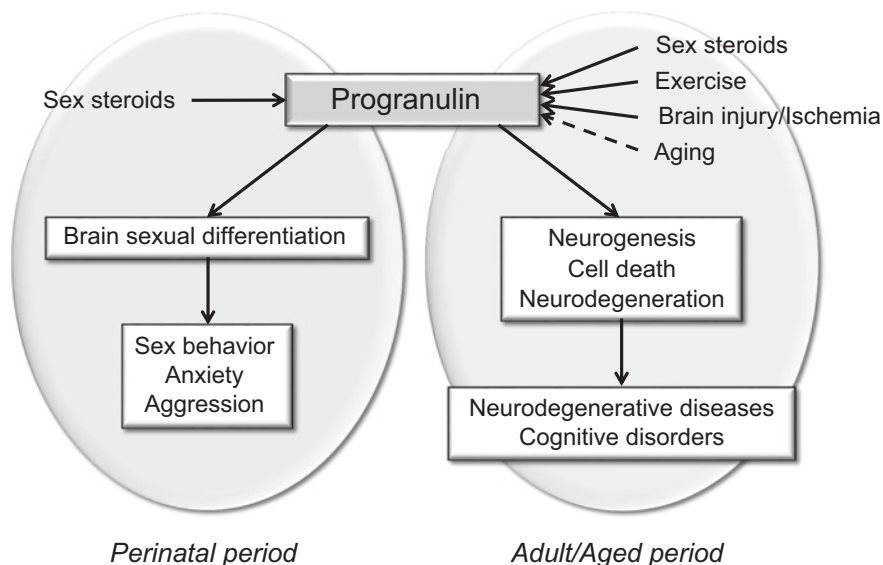 Sex steroids
Progranulin
Sex steroids
Exercise
Brain injury/Ischemia
Aging
Brain sexual differentiation
Sex behavior
Anxiety
Aggression
Neurogenesis
Cell death
Neurodegeneration
Neurodegenerative diseases
Cognitive disorders
Perinatal period
Adult/Aged period